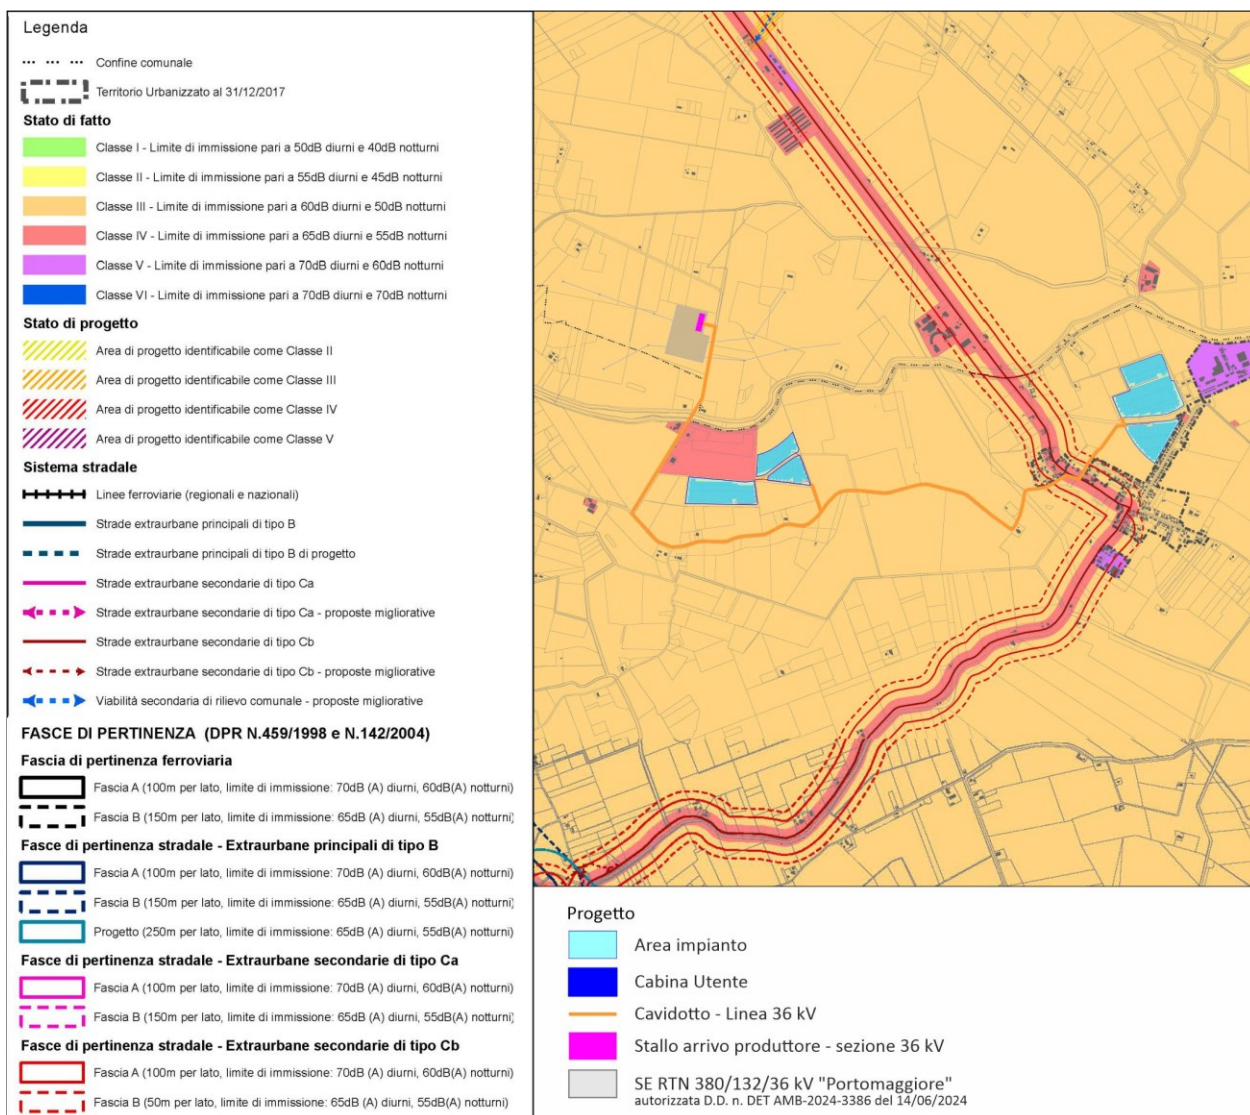 Legenda
Confine comunale
Territorio Urbanizzato al 31/12/2017
Stato di fatto
Classe I - Limite di immissione pari a 50dB diurni e 40dB notturni
Classe II - Limite di immissione pari a 55dB diurni e 45dB notturni
Classe III - Limite di immissione pari a 60dB diurni e 50dB notturni
Classe IV - Limite di immissione pari a 65dB diurni e 55dB notturni
Classe V - Limite di immissione pari a 70dB diurni e 60dB notturni
Classe VI - Limite di immissione pari a 70dB diurni e 70dB notturni
Stato di progetto
Area di progetto identificabile come Classe II
Area di progetto identificabile come Classe III
Area di progetto identificabile come Classe IV
Area di progetto identificabile come Classe V
Sistema stradale
Linee ferroviarie (regionali e nazionali)
Strade extraurbane principali di tipo B
Strade extraurbane principali di tipo B di progetto
Strade extraurbane secondarie di tipo Ca
Strade extraurbane secondarie di tipo Ca - proposte migliorative
Strade extraurbane secondarie di tipo Cb
Strade extraurbane secondarie di tipo Cb - proposte migliorative
Viabilità secondaria di rilievo comunale - proposte migliorative
FASCE DI PERTINENZA (DPR N.459/1998 e N.142/2004)
Fascia di pertinenza ferroviaria
Fascia A (100m per lato, limite di immissione: 70dB (A) diurni, 60dB(A) notturni)
Fascia B (150m per lato, limite di immissione: 65dB (A) diurni, 55dB(A) notturni)
Fasce di pertinenza stradale - Extraurbane principali di tipo B
Fascia A (100m per lato, limite di immissione: 70dB (A) diurni, 60dB(A) notturni)
Fascia B (150m per lato, limite di immissione: 65dB (A) diurni, 55dB(A) notturni)
Progetto (250m per lato, limite di immissione: 65dB (A) diurni, 55dB(A) notturni)
Fasce di pertinenza stradale - Extraurbane secondarie di tipo Ca
Fascia A (100m per lato, limite di immissione: 70dB (A) diurni, 60dB(A) notturni)
Fascia B (150m per lato, limite di immissione: 65dB (A) diurni, 55dB(A) notturni)
Fasce di pertinenza stradale - Extraurbane secondarie di tipo Cb
Fascia A (100m per lato, limite di immissione: 70dB (A) diurni, 60dB(A) notturni)
Fascia B (50m per lato, limite di immissione: 65dB (A) diurni, 55dB(A) notturni)
Progetto
Area impianto
Cabina Utente
Cavidotto - Linea 36 kV
Stallo arrivo produttore - sezione 36 kV
SE RTN 380/132/36 kV "Portomaggiore"
autorizzata D.D. n. DET AMB-2024-3386 del 14/06/2024